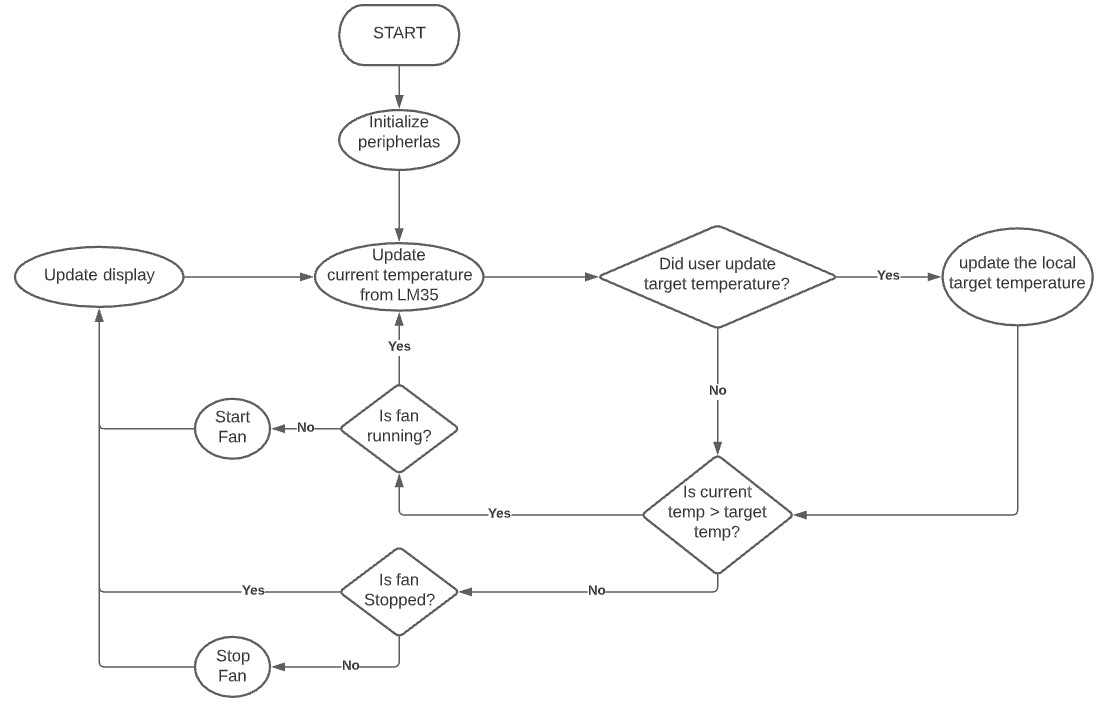 START
Initialize
peripherlas
Update
current temperature
from LM35
Did user update
target temperature?
Yes
update the local
target temperature
Update display
Yes
No
Is fan
running?
No
Start
Fan
Is current
temp > target
temp?
Yes
Is fan
Stopped?
Yes
No
Stop
Fan
No